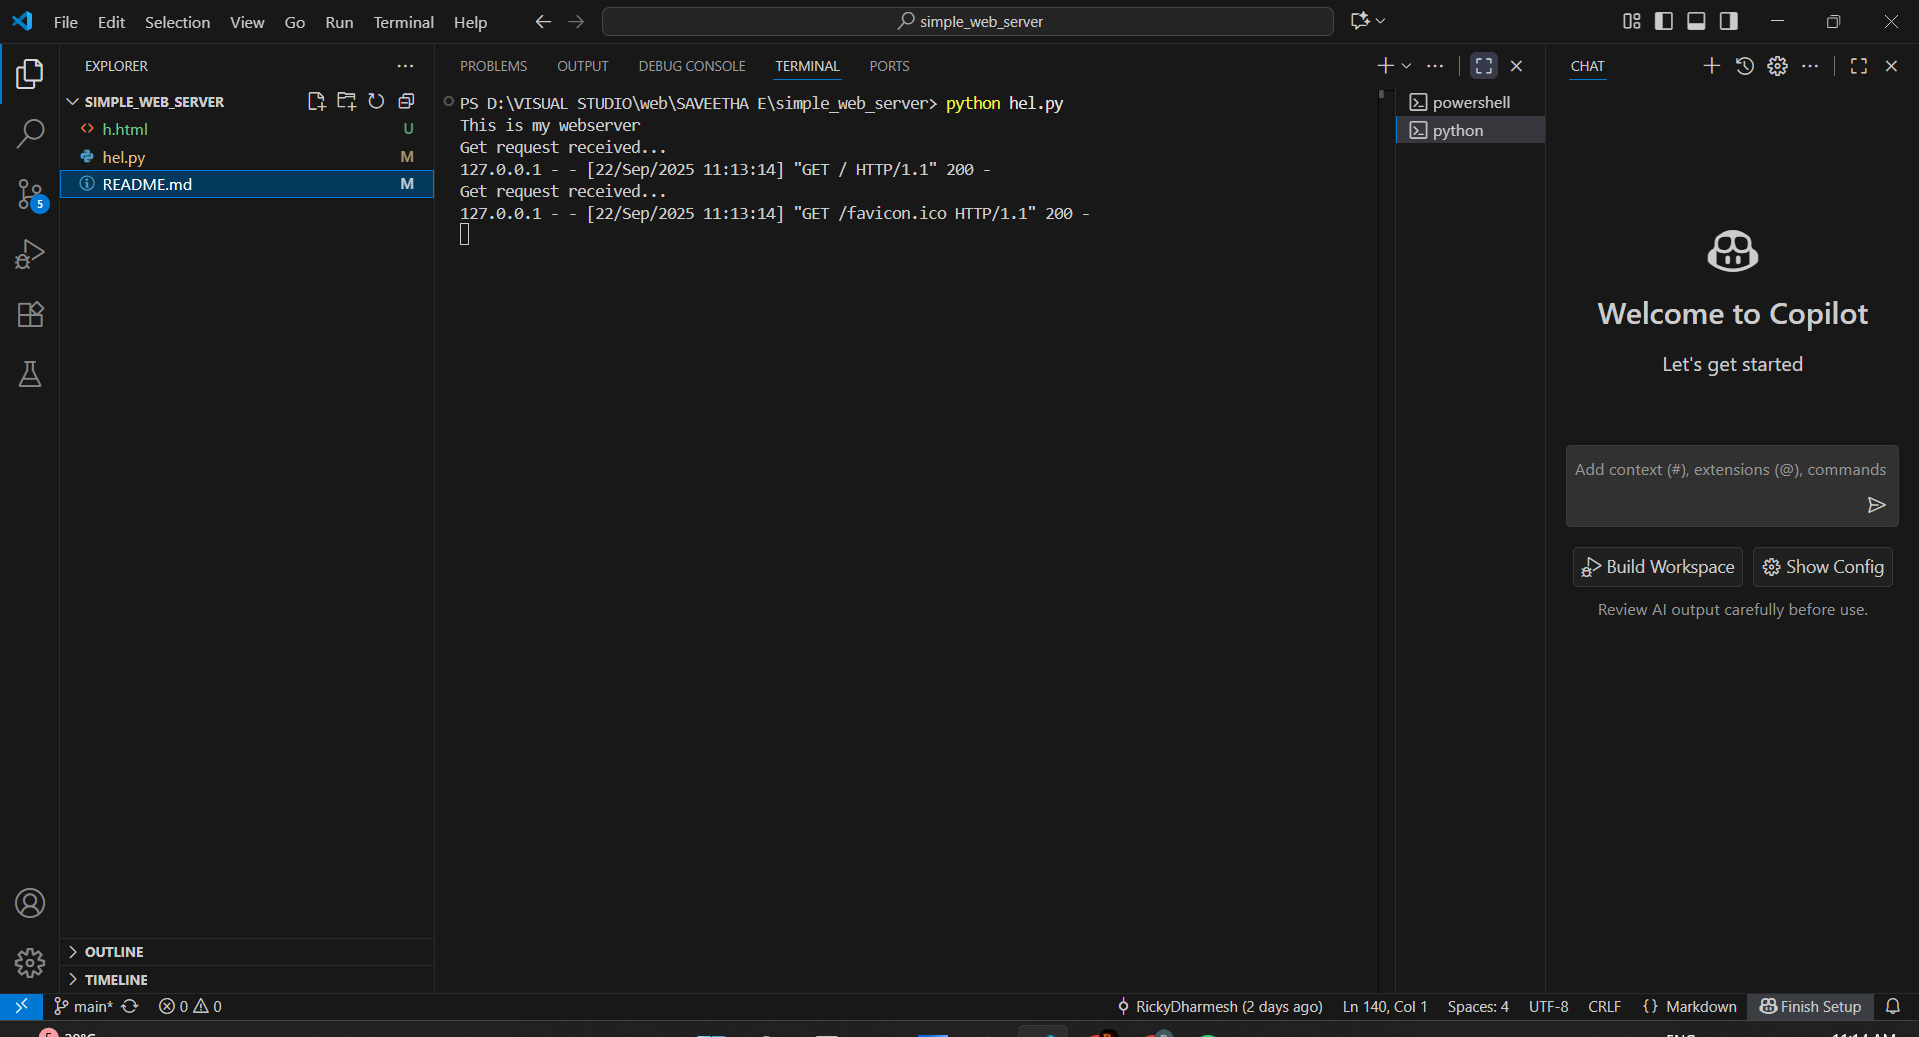 File Edit Selection View Go Run Terminal Help
simple_web_server
EXPLORER
SIMPLE_WEB_SERVER
h.html U
hel.py M
README.md M
5
OUTLINE
TIMELINE
PROBLEMS OUTPUT DEBUG CONSOLE TERMINAL PORTS
PS D:\VISUAL STUDIO\web\SAVEETHA E\simple_web_server> python hel.py
This is my webserver
Get request received...
127.0.0.1 - - [22/Sep/2025 11:13:14] "GET / HTTP/1.1" 200 -
Get request received...
127.0.0.1 - - [22/Sep/2025 11:13:14] "GET /favicon.ico HTTP/1.1" 200 -
powershell
python
CHAT
Welcome to Copilot
Let's get started
Add context (#), extensions (@), commands
Build Workspace Show Config
Review AI output carefully before use.
main* 0 0 RickyDharmesh (2 days ago) Ln 140, Col 1 Spaces: 4 UTF-8 CRLF {} Markdown Finish Setup